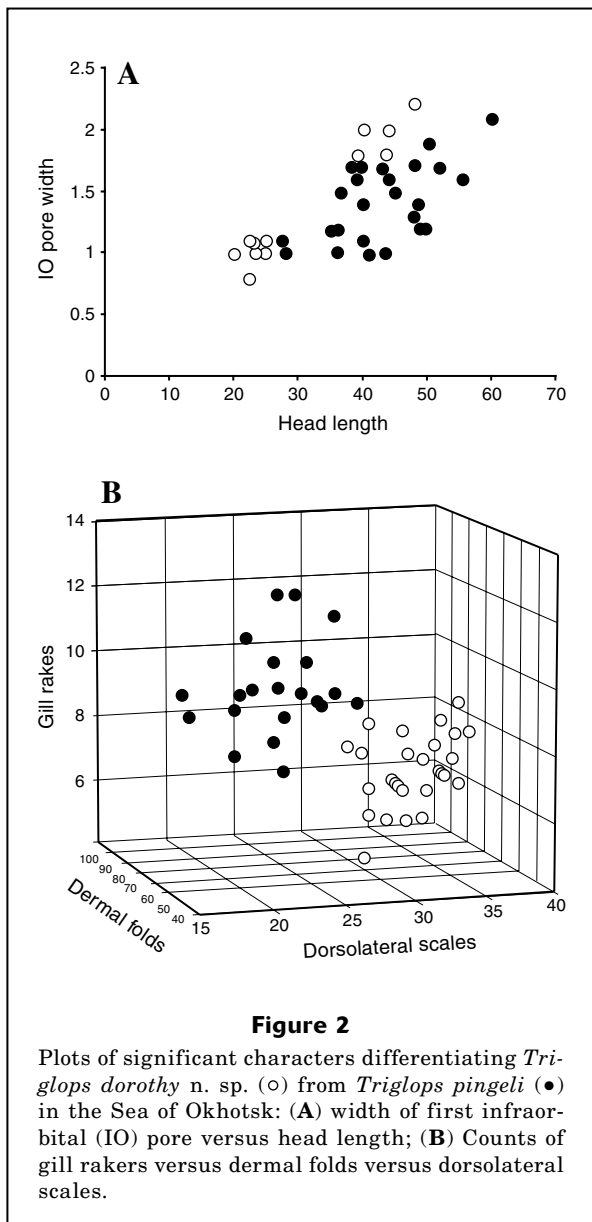 A
2.5
2
1.5
1
0.5
0
IO pore width
0 10 20 30 40 50 60 70
Head length
B
14
12
10
8
6
Gill rakes
100
90
80
70
60
50
40
Dermal folds
15 20 25 30 35 40
Dorsolateral scales
Figure 2
Plots of significant characters differentiating Tri-
glops dorothy n. sp. (○) from Triglops pingeli (●)
in the Sea of Okhotsk: (A) width of first infraor-
bital (IO) pore versus head length; (B) Counts of
gill rakers versus dermal folds versus dorsolateral
scales.